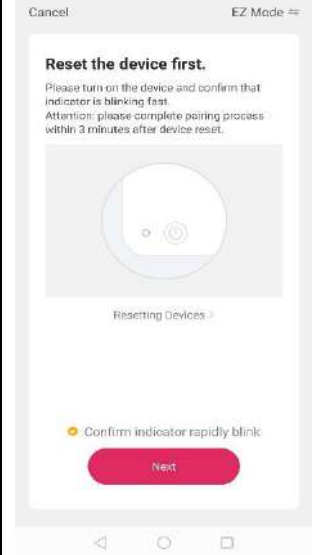 Cancel EZ Mode
Reset the device first.
Please turn on the device and confirm that
indicator is blinking fast.
Attention: please complete pairing process
within 3 minutes after device reset.
Resetting Devices
Confirm indicator rapidly blink
Next